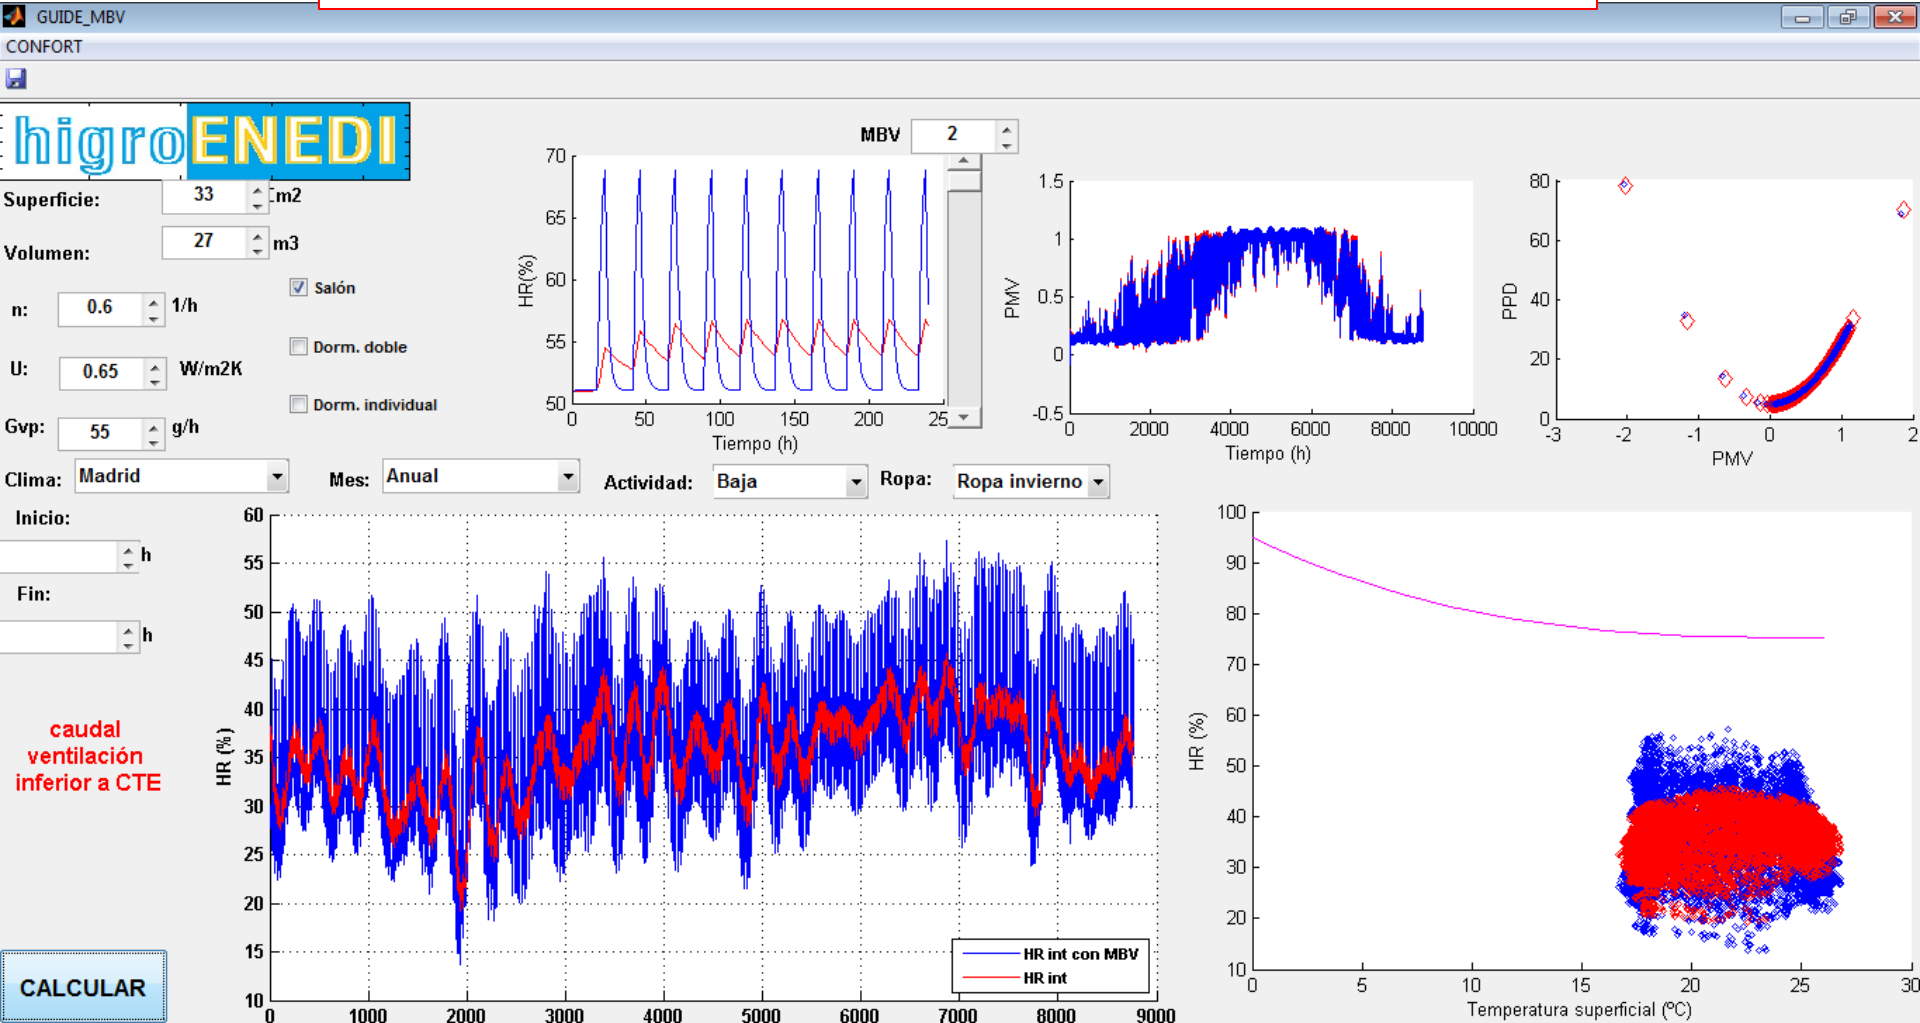 GUIDE_MBV
CONFORT
higroENEDI
Superficie: 33 m2
Volumen: 27 m3
n: 0.6 1/h
U: 0.65 W/m2K
Gvp: 55 g/h
Salón
Dorm. doble
Dorm. individual
MBV 2
70
65
60
55
50
HR(%)
0 50 100 150 200 25
Tiempo (h)
1.5
1
0.5
0
-0.5
PMV
0 2000 4000 6000 8000 10000
Tiempo (h)
80
60
40
20
0
PPD
-3 -2 -1 0 1 2
PMV
Clima: Madrid Mes: Anual Actividad: Baja Ropa: Ropa invierno
Inicio:
h
Fin:
h
caudal
ventilación
inferior a CTE
CALCULAR
60
55
50
45
40
35
30
25
20
15
10
HR (%)
0 1000 2000 3000 4000 5000 6000 7000 8000 9000
HR int con MBV
HR int
100
90
80
70
60
50
40
30
20
10
HR (%)
0 5 10 15 20 25 30
Temperatura superficial (ºC)